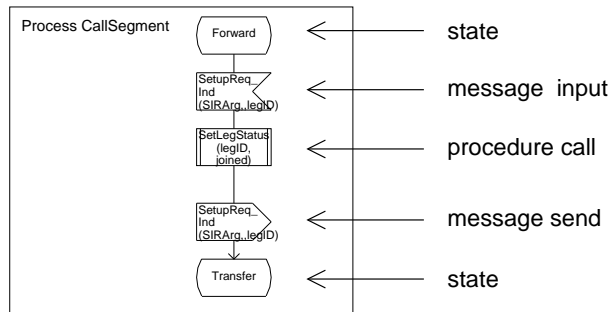 Process CallSegment
Forward
state
SetupReq_
Ind
(SIRArg,,legID)
message input
SetLegStatus
(legID,
joined)
procedure call
SetupReq_
Ind
(SIRArg,,legID)
message send
Transfer
state